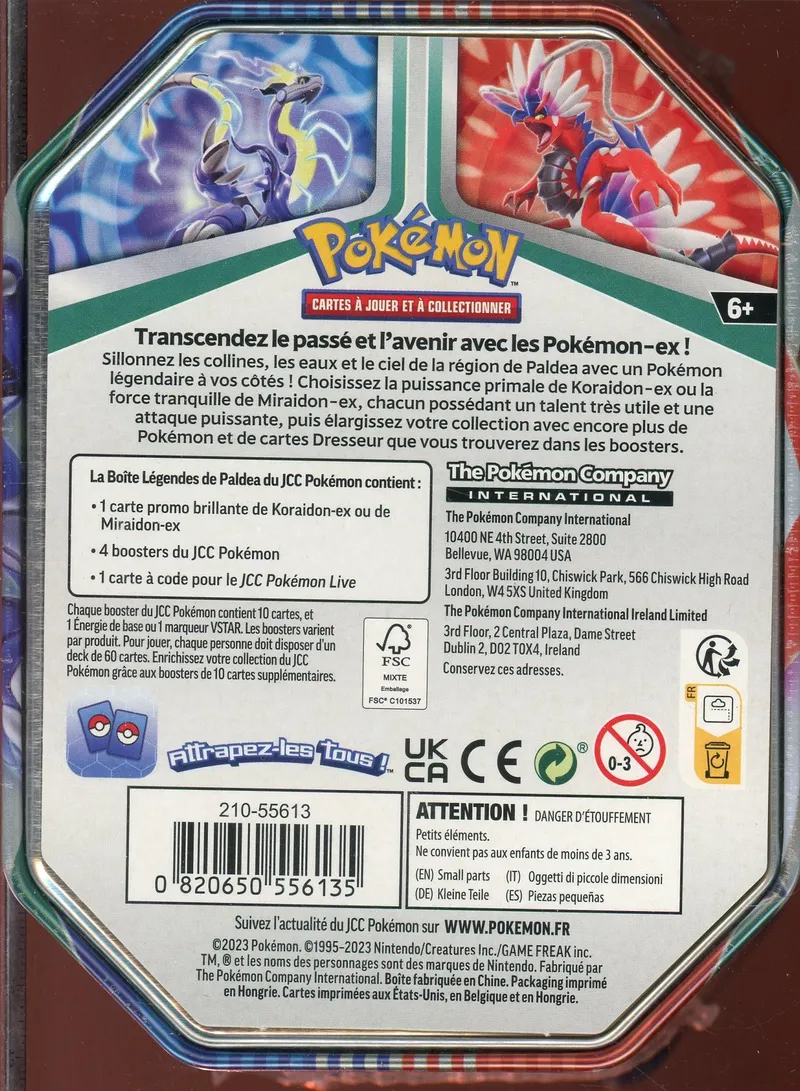 POKÉMON™
CARTES À JOUER ET À COLLECTIONNER
6+
Transcendez le passé et l'avenir avec les Pokémon-ex !
Sillonnez les collines, les eaux et le ciel de la région de Paldea avec un Pokémon
légendaire à vos côtés ! Choisissez la puissance primale de Koraidon-ex ou la
force tranquille de Miraidon-ex, chacun possédant un talent très utile et une
attaque puissante, puis élargissez votre collection avec encore plus de
Pokémon et de cartes Dresseur que vous trouverez dans les boosters.
La Boîte Légendes de Paldea du JCC Pokémon contient :
• 1 carte promo brillante de Koraidon-ex ou de
Miraidon-ex
• 4 boosters du JCC Pokémon
• 1 carte à code pour le JCC Pokémon Live
Chaque booster du JCC Pokémon contient 10 cartes, et
1 Énergie de base ou 1 marqueur VSTAR. Les boosters varient
par produit. Pour jouer, chaque personne doit disposer d'un
deck de 60 cartes. Enrichissez votre collection du JCC
Pokémon grâce aux boosters de 10 cartes supplémentaires.
The Pokémon Company
INTERNATIONAL
The Pokémon Company International
10400 NE 4th Street, Suite 2800
Bellevue, WA 98004 USA
3rd Floor Building 10, Chiswick Park, 566 Chiswick High Road
London, W4 5XS United Kingdom
The Pokémon Company International Ireland Limited
3rd Floor, 2 Central Plaza, Dame Street
Dublin 2, D02 T0X4, Ireland
Conservez ces adresses.
FSC
MIXTE
Emballage
FSC® C101537
FR
Attrapez-les tous !™
UK
CA
CE
®
0-3
210-55613
0 820650 556135
ATTENTION ! DANGER D'ÉTOUFFEMENT
Petits éléments.
Ne convient pas aux enfants de moins de 3 ans.
(EN) Small parts (IT) Oggetti di piccole dimensioni
(DE) Kleine Teile (ES) Piezas pequeñas
Suivez l'actualité du JCC Pokémon sur WWW.POKEMON.FR
©2023 Pokémon. ©1995–2023 Nintendo/Creatures Inc./GAME FREAK inc.
TM, ® et les noms des personnages sont des marques de Nintendo. Fabriqué par
The Pokémon Company International. Boîte fabriquée en Chine. Packaging imprimé
en Hongrie. Cartes imprimées aux États-Unis, en Belgique et en Hongrie.